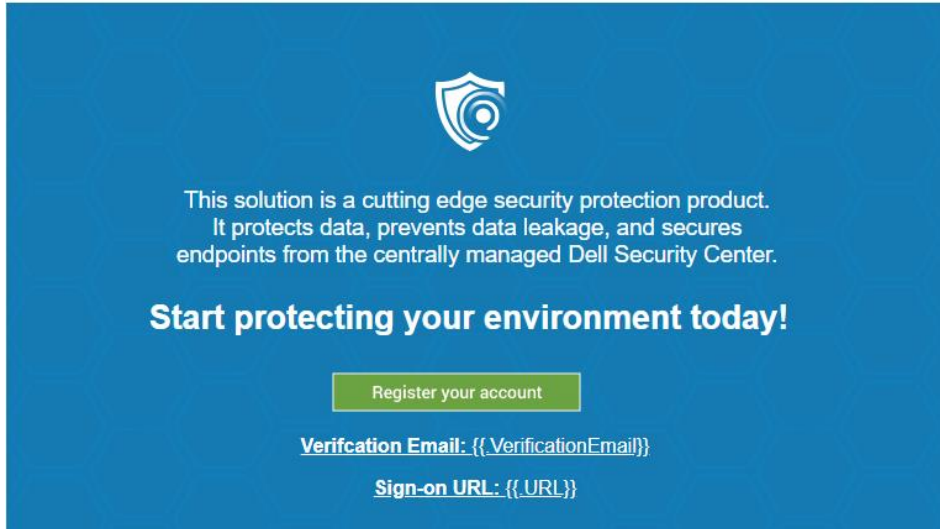 This solution is a cutting edge security protection product.
It protects data, prevents data leakage, and secures
endpoints from the centrally managed Dell Security Center.
Start protecting your environment today!
Register your account
Verifcation Email: {{.VerificationEmail}}
Sign-on URL: {{.URL}}